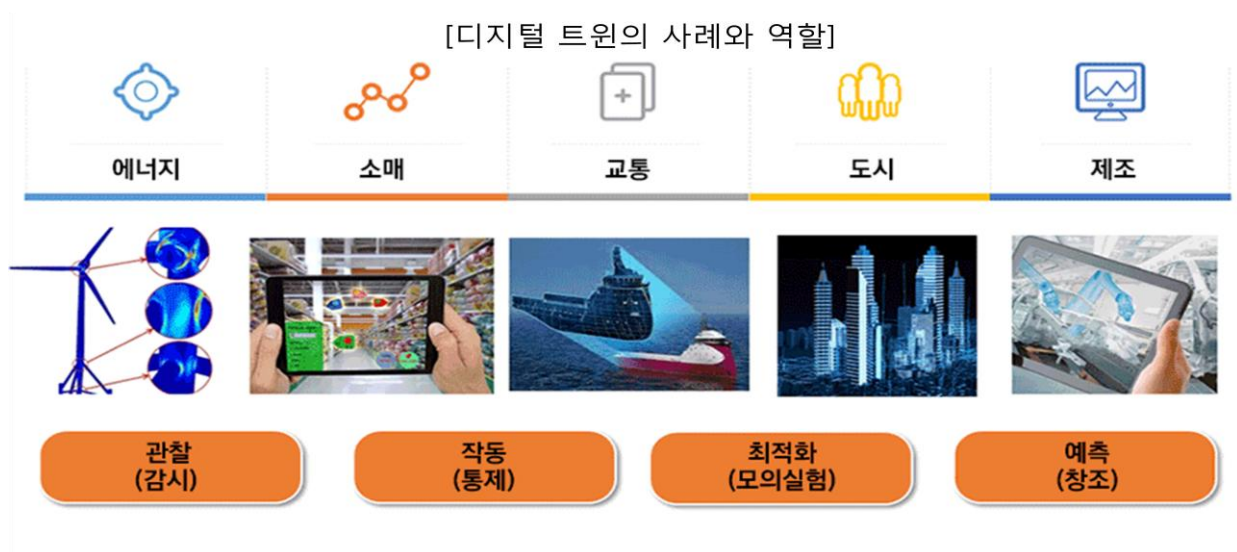 [디지털 트윈의 사례와 역할]
에너지
소매
교통
도시
제조
관찰
(감시)
작동
(통제)
최적화
(모의실험)
예측
(창조)